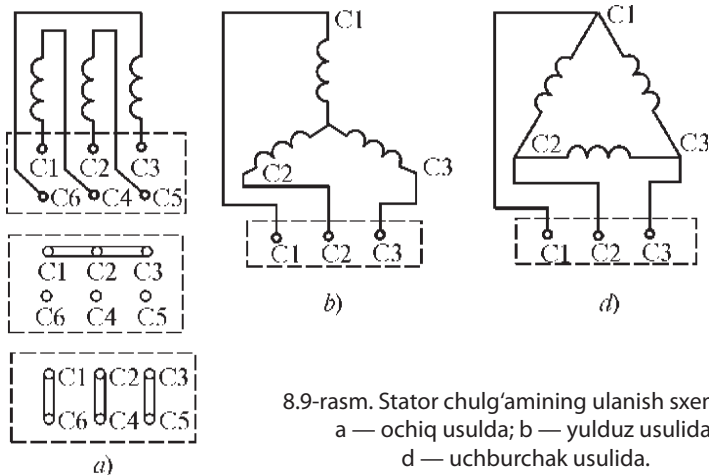 C1
C1
C1 C2 C3
C6 C4 C5
C2
C3
C2
C3
C1 C2 C3
C1 C2 C3
C1 C2 C3
C6 C4 C5
b)
d)
C1 C2 C3
C6 C4 C5
a)
8.9-rasm. Stator chulg‘amining ulanish
a — ochiq usulda; b — yulduz usulida
d — uchburchak usulida.